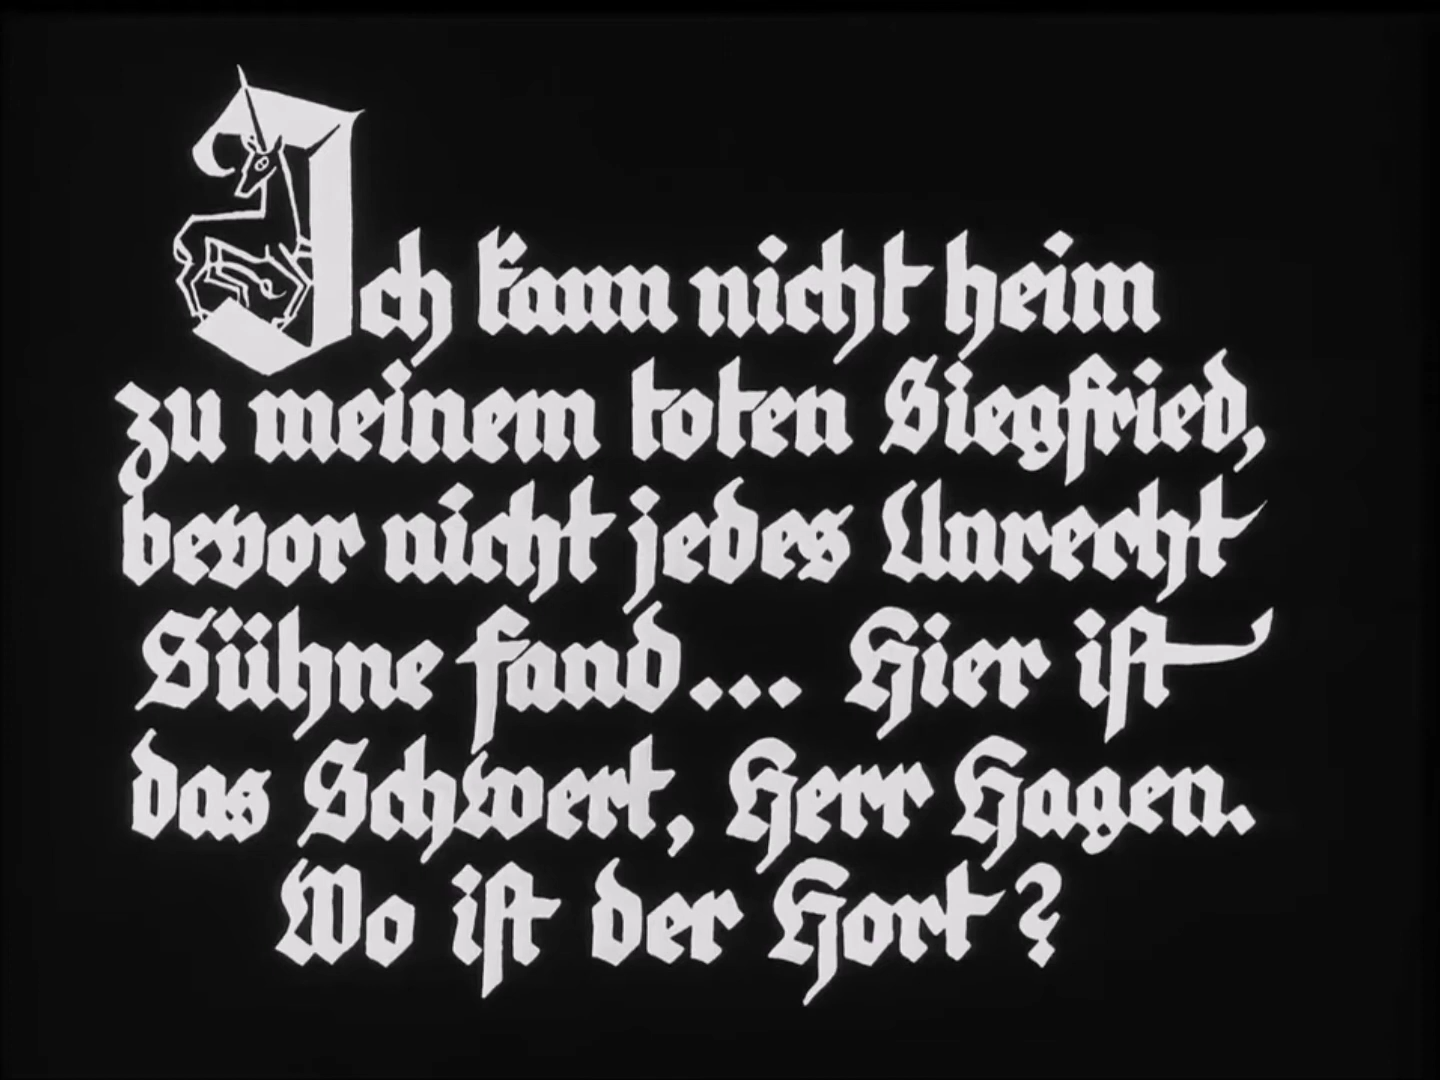 Ich kann nicht heim
zu meinem toten Siegfried,
bevor nicht jedes Unrecht
Sühne fand... Hier ist
das Schwert, Herr Hagen.
Wo ist der Hort?